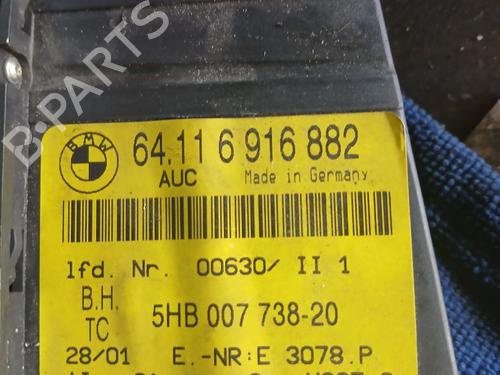 BMW
64.11 6 916 882
AUC Made in Germany
lfd. Nr. 00630/ II 1
B.H.
TC 5HB 007 738-20
28/01 E.-NR:E 3078.P
B-PARTS